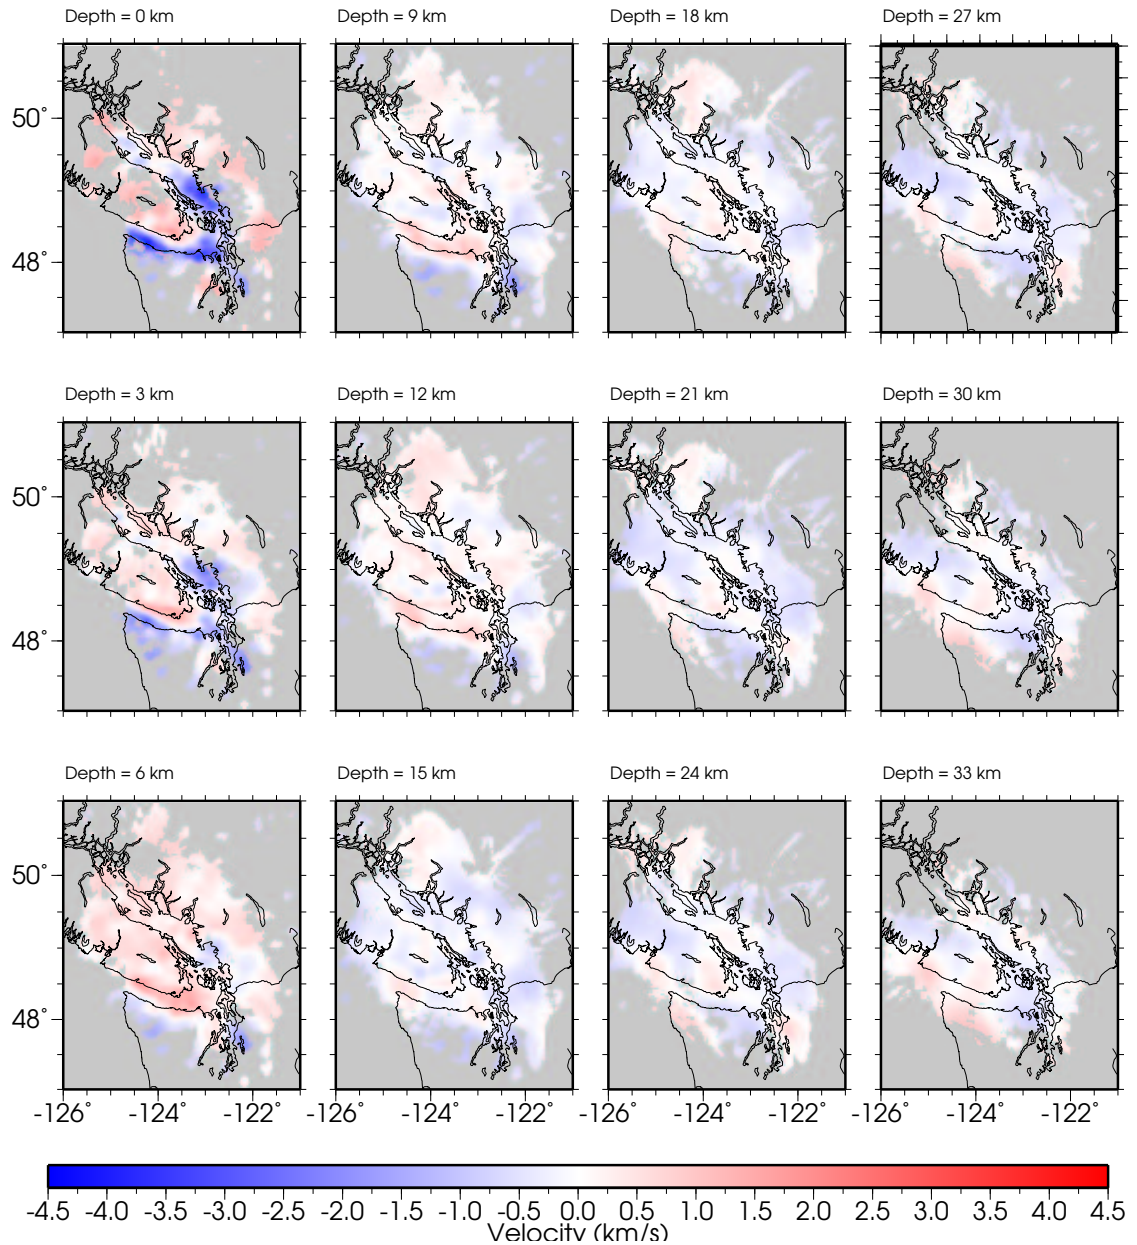 Depth = 0 km Depth = 9 km Depth = 18 km Depth = 27 km
50°
48°
Depth = 3 km Depth = 12 km Depth = 21 km Depth = 30 km
50°
48°
Depth = 6 km Depth = 15 km Depth = 24 km Depth = 33 km
50°
48°
-126° -124° -122° -126° -124° -122° -126° -124° -122° -126° -124° -122°
-4.5 -4.0 -3.5 -2.5 -2.0 -1.5 -1.0 -0.5 0.0 0.5 1.0 1.5 2.0 2.5 3.0 3.5 4.0 4.5
Velocity (km/s)